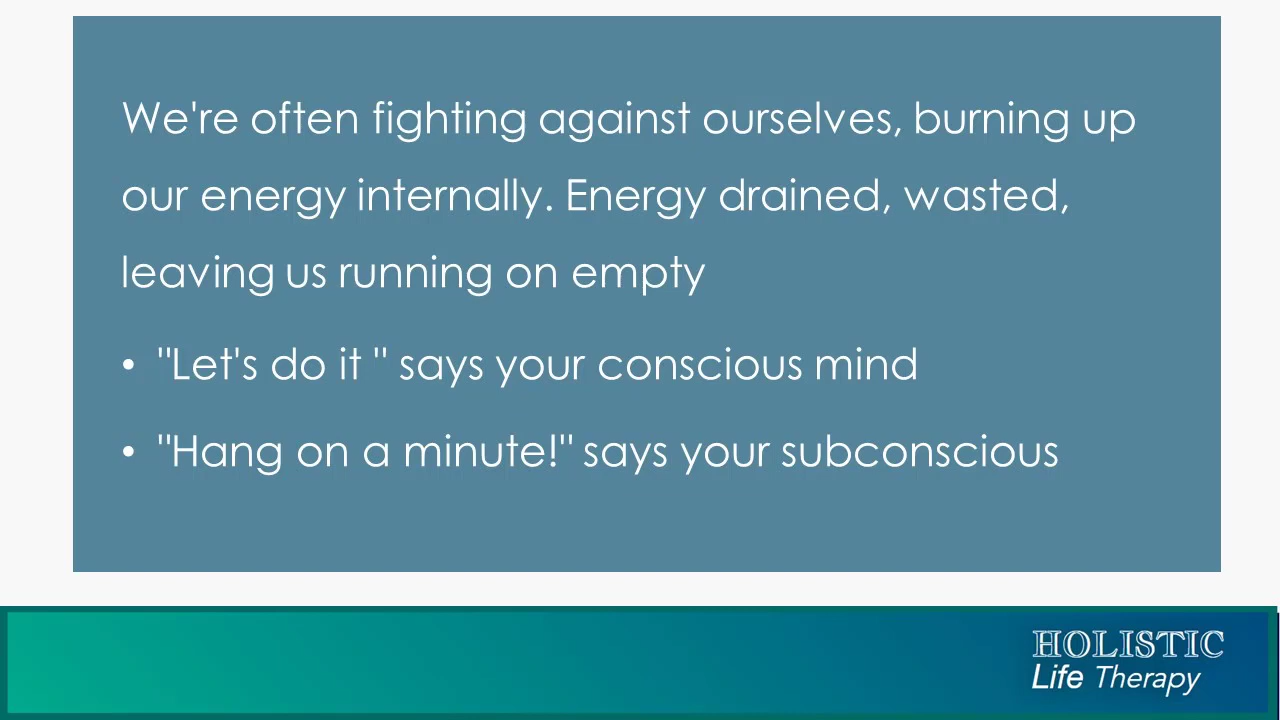 We're often fighting against ourselves, burning up
our energy internally. Energy drained, wasted,
leaving us running on empty
• "Let's do it " says your conscious mind
• "Hang on a minute!" says your subconscious
HOLISTIC
Life Therapy